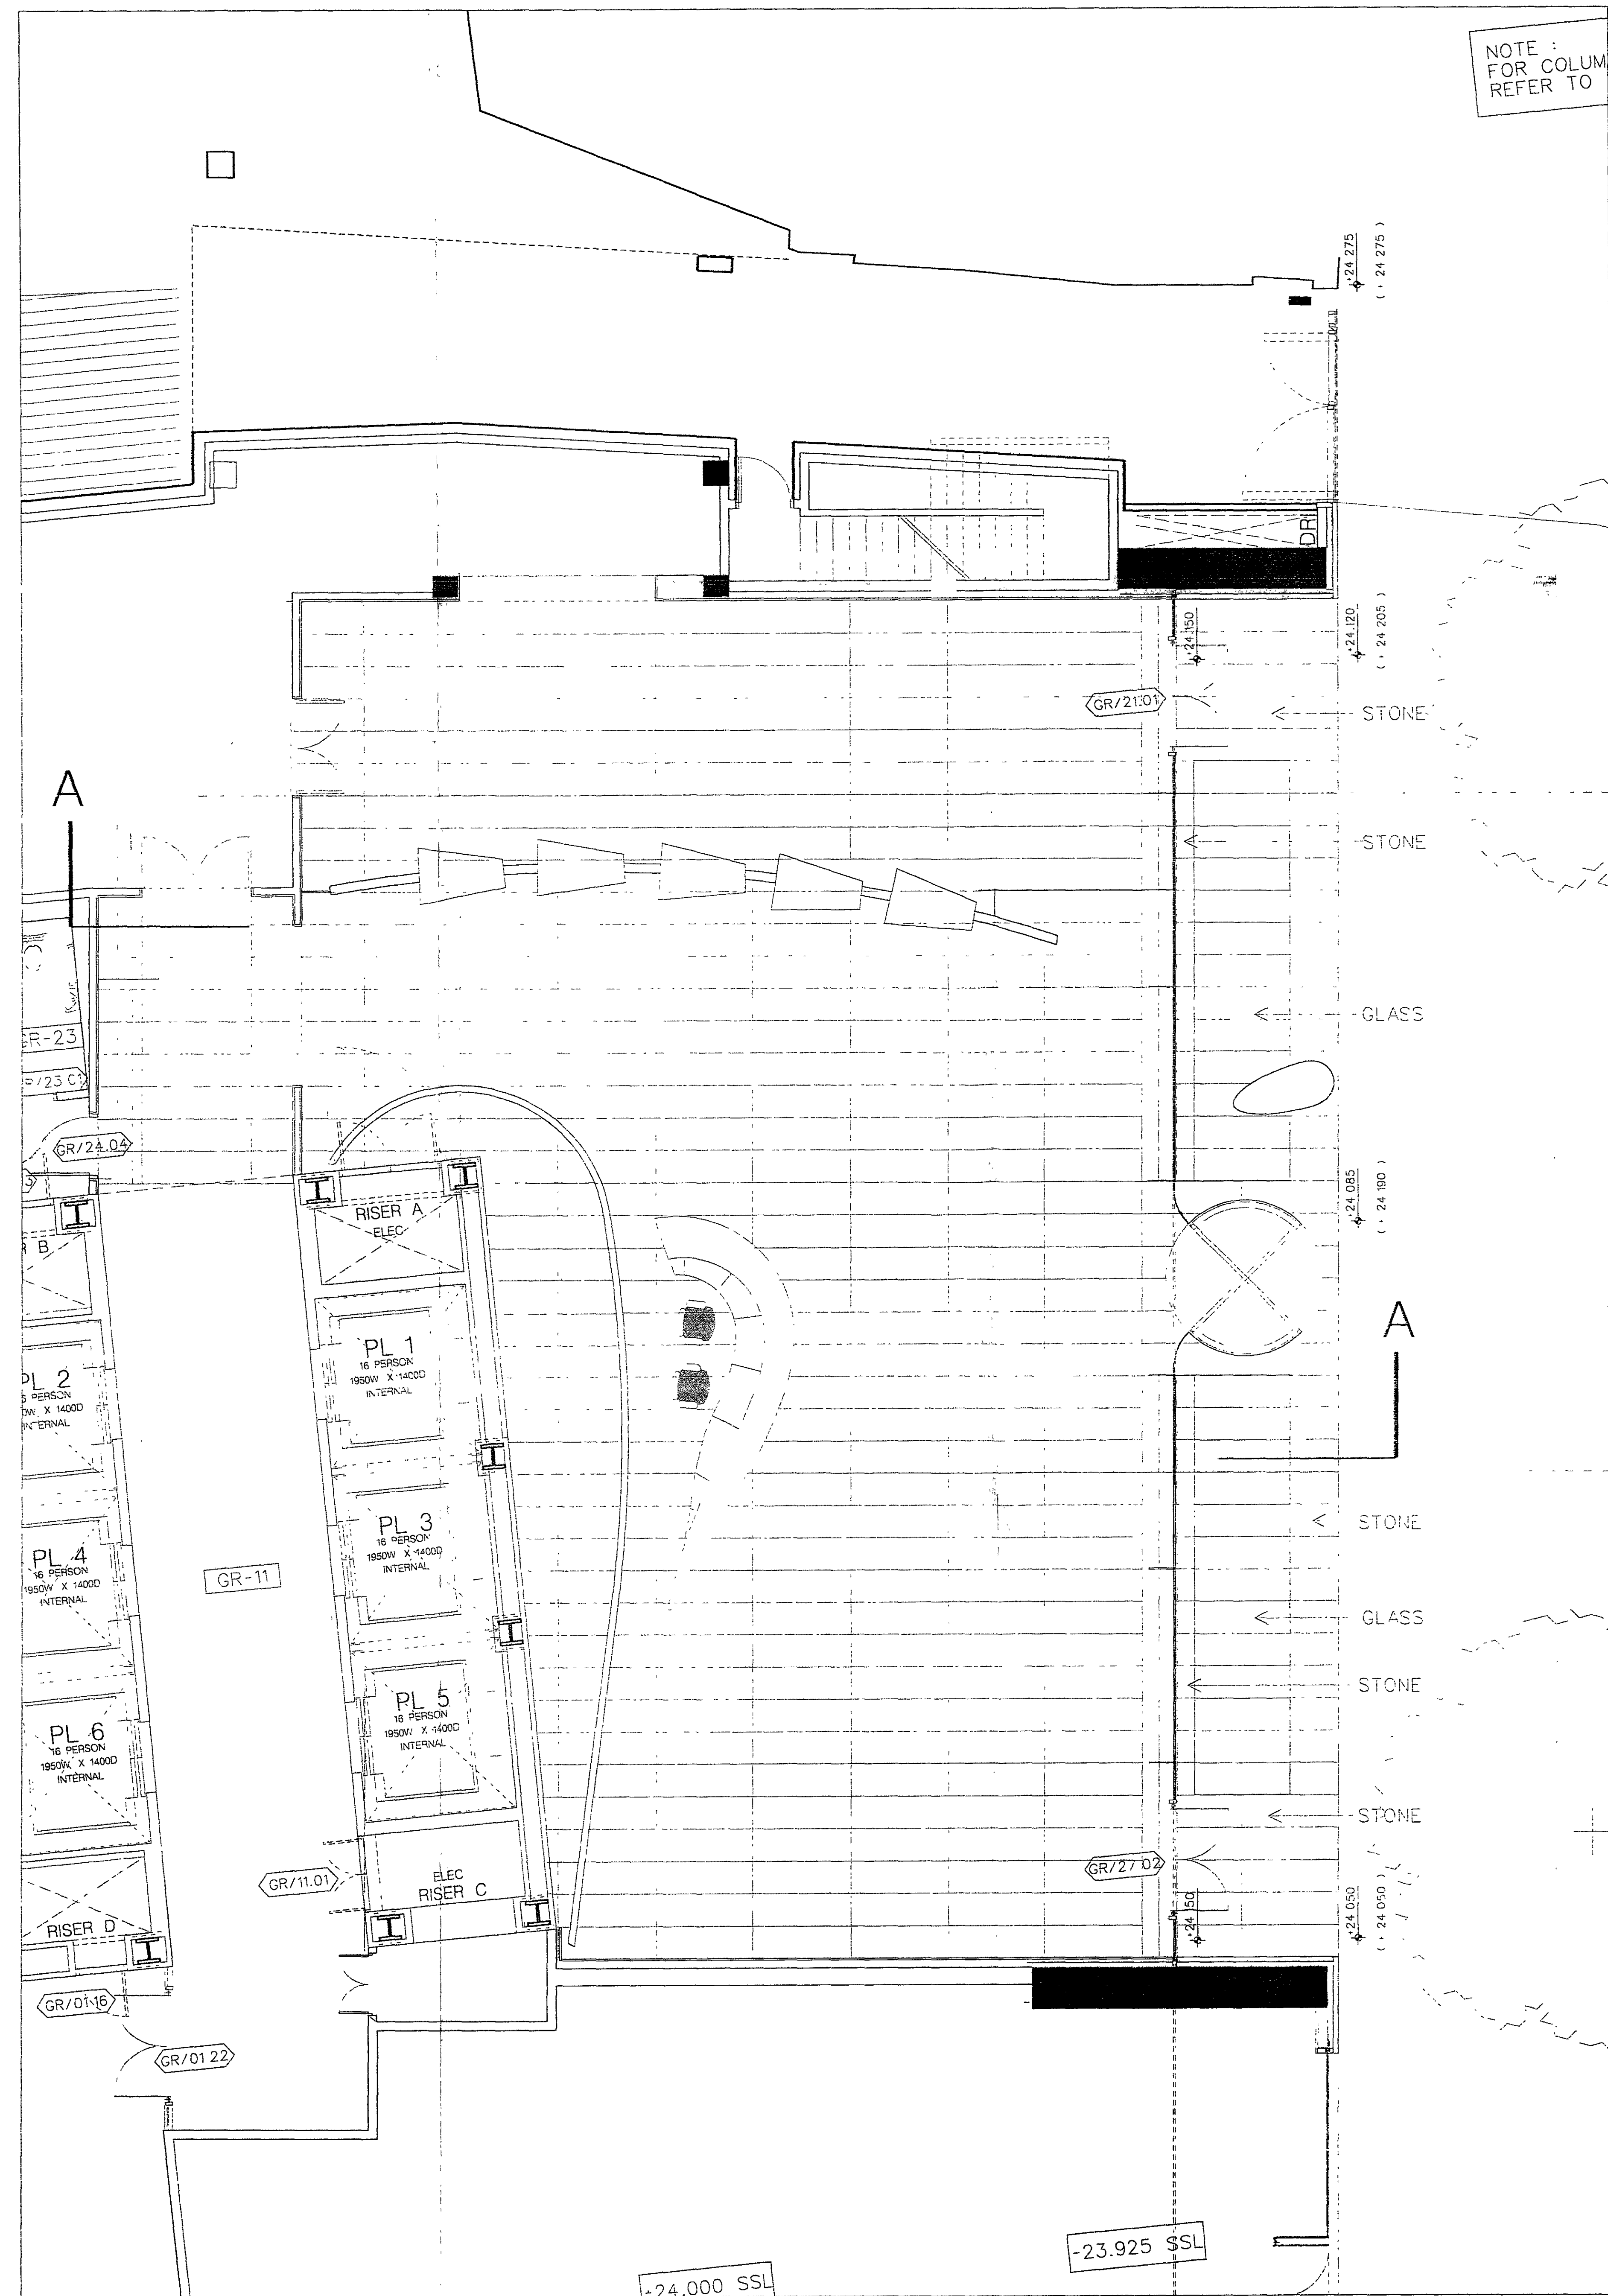 NOTE :
FOR COLUM
REFER TO
+24 275
( + 24 275 )
DR
+24.150
+24.120
( + 24 205 )
GR/21.01
STONE
A
STONE
GLASS
GR-23
GR/24.04
RISER A
ELEC
B
+24 085
( + 24 190 )
A
PL 1
16 PERSON
1950W X 1400D
INTERNAL
PL 2
PERSON
X 1400D
INTERNAL
PL 3
16 PERSON
1950W X 1400D
INTERNAL
STONE
PL 4
16 PERSON
1950W X 1400D
INTERNAL
GR-11
GLASS
STONE
PL 5
16 PERSON
1950W X 1400D
INTERNAL
PL 6
16 PERSON
1950W X 1400D
INTERNAL
STONE
GR/27 02
ELEC
RISER C
GR/11.01
+24 150
+24 050
( + 24 050 )
RISER D
GR/01 16
GR/01 22
-23.925 SSL
+24.000 SSL